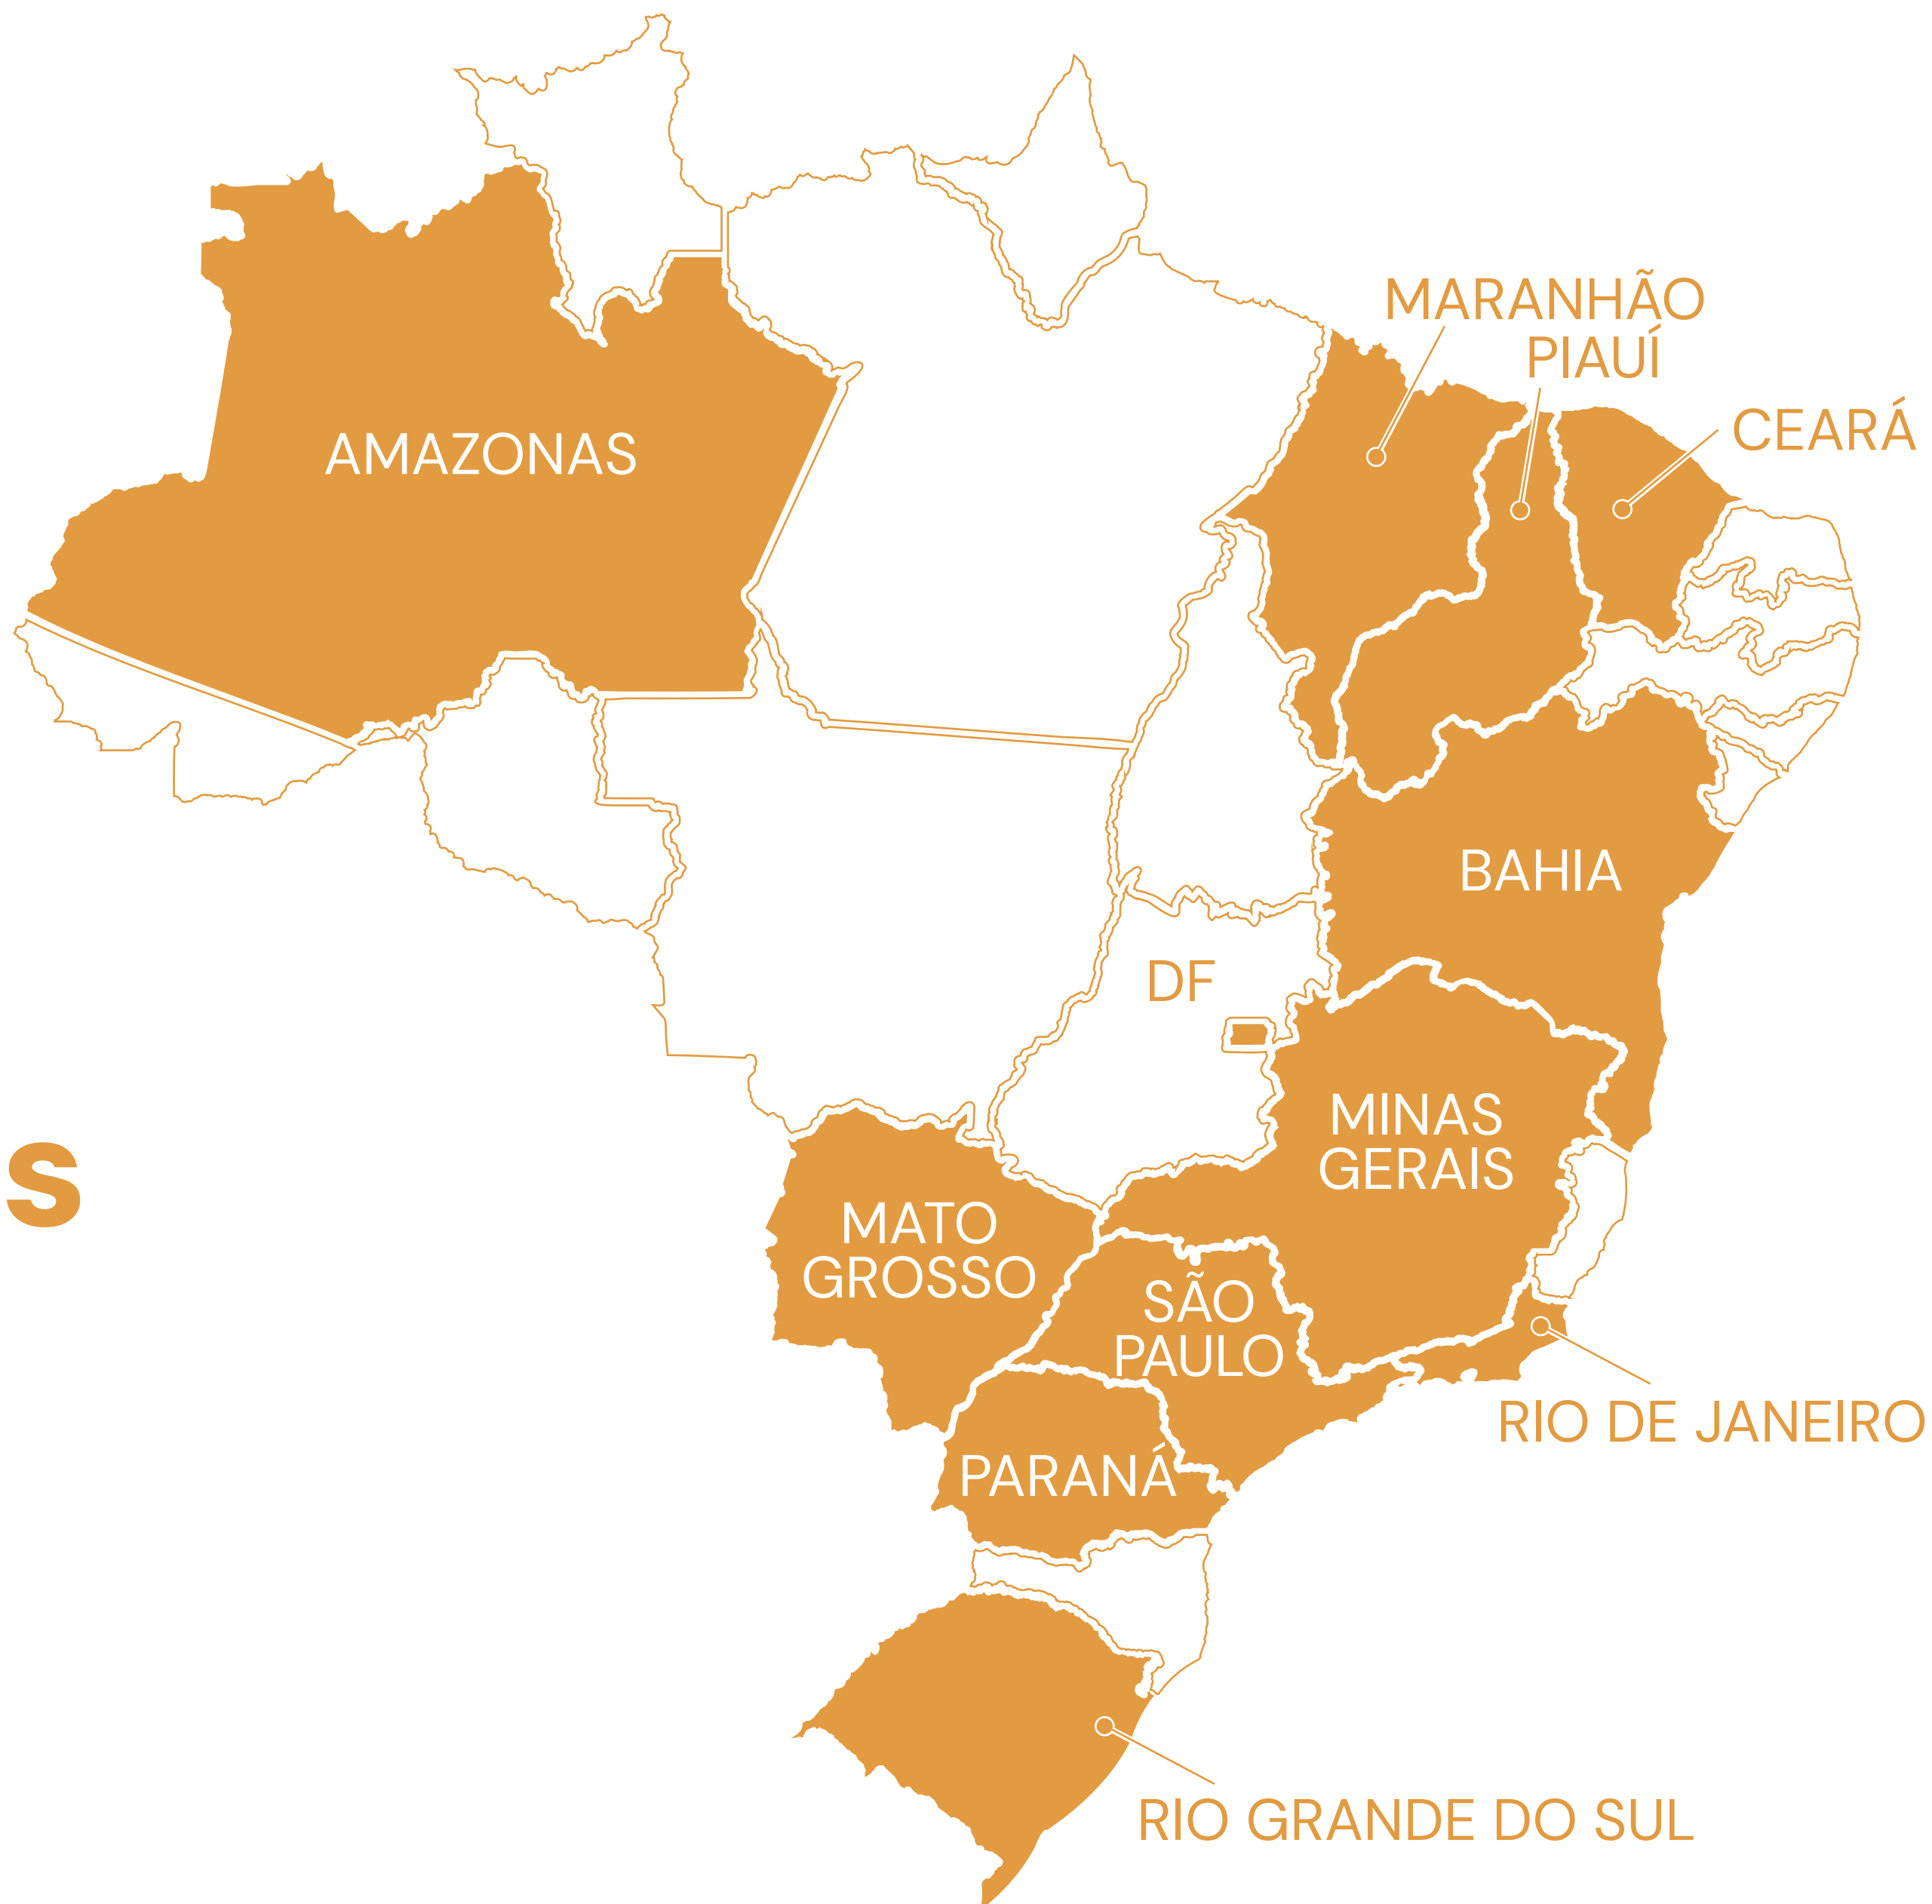 MARANHÃO
PIAUÍ
CEARÁ
AMAZONAS
BAHIA
DF
MINAS
GERAIS
S
MATO
GROSSO
SÃO
PAULO
RIO DE JANEIRO
PARANÁ
RIO GRANDE DO SUL